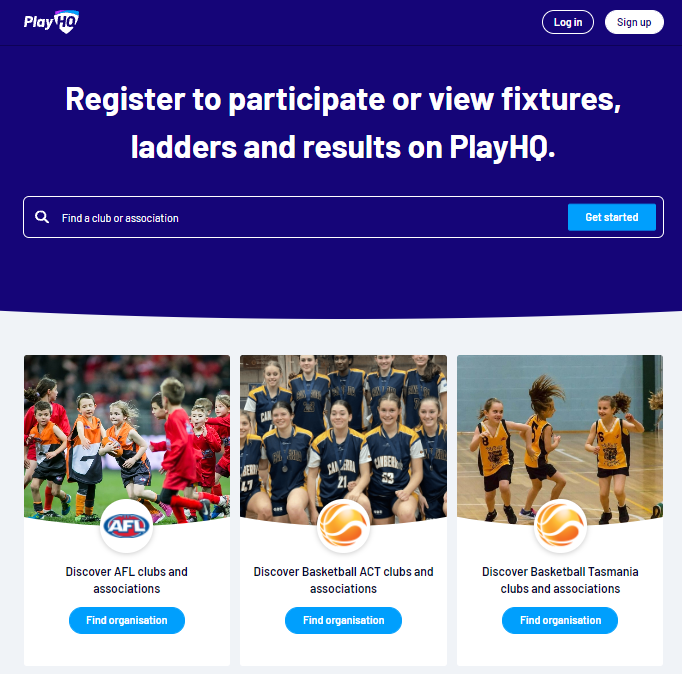 PlayHQ
Log in
Sign up
Register to participate or view fixtures,
ladders and results on PlayHQ.
Find a club or association
Get started
CANBERRA
21
33
47
8
AFL
Discover AFL clubs and
associations
Find organisation
Discover Basketball ACT clubs and
associations
Find organisation
Discover Basketball Tasmania
clubs and associations
Find organisation